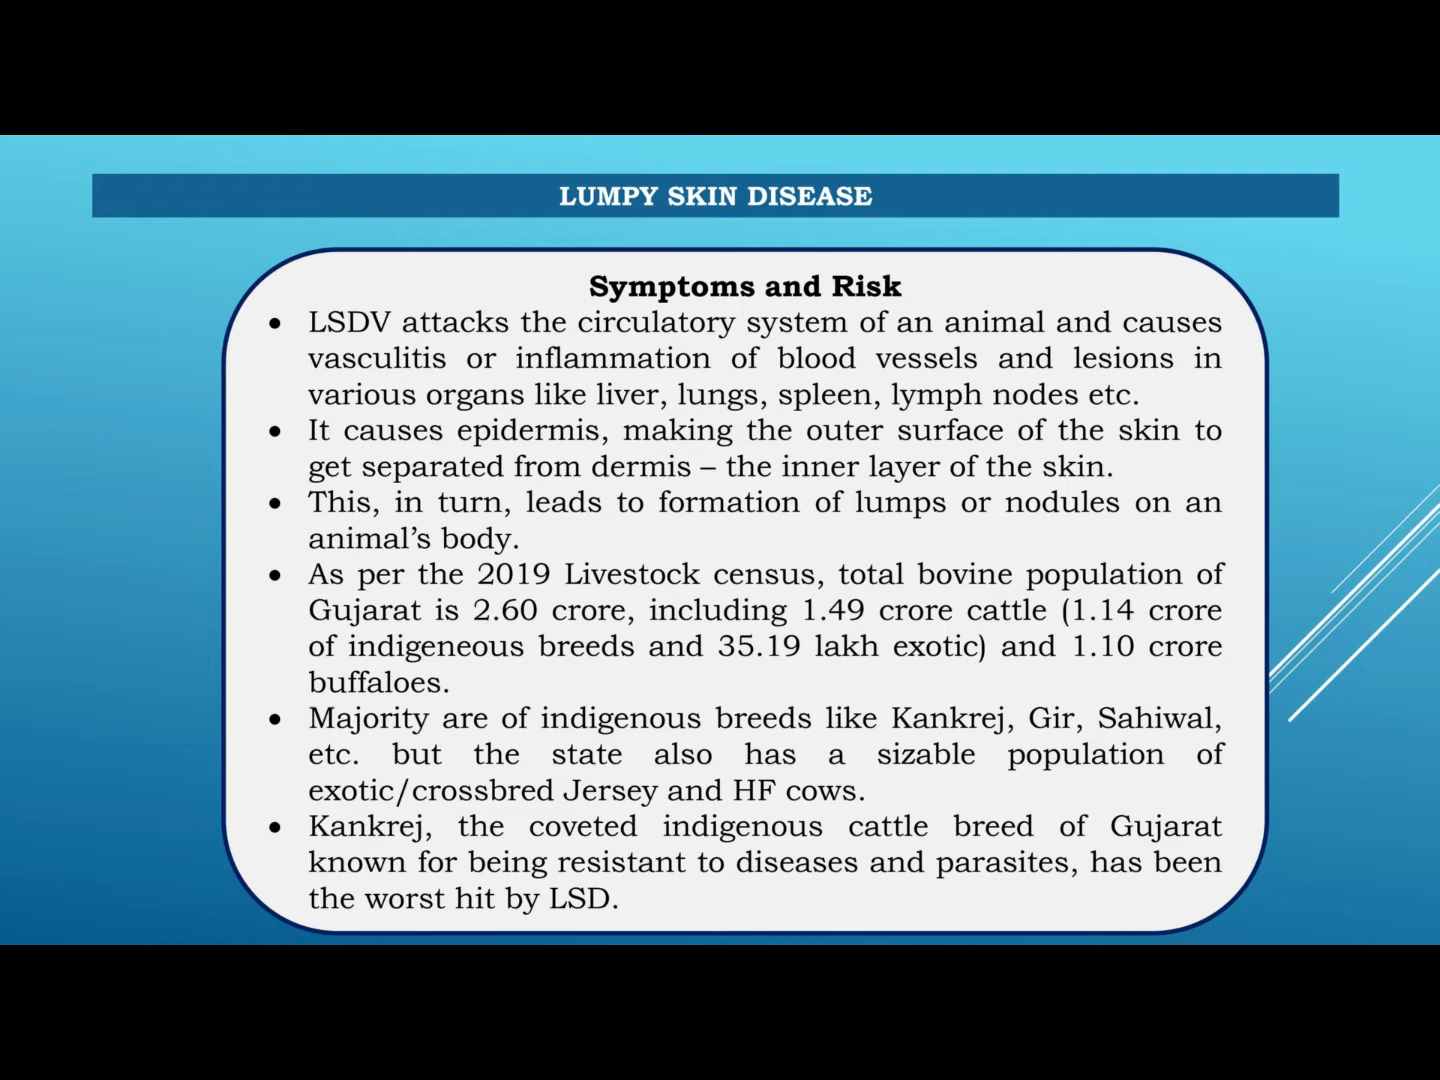 LUMPY SKIN DISEASE
Symptoms and Risk
• LSDV attacks the circulatory system of an animal and causes
vasculitis or inflammation of blood vessels and lesions in
various organs like liver, lungs, spleen, lymph nodes etc.
• It causes epidermis, making the outer surface of the skin to
get separated from dermis – the inner layer of the skin.
• This, in turn, leads to formation of lumps or nodules on an
animal’s body.
• As per the 2019 Livestock census, total bovine population of
Gujarat is 2.60 crore, including 1.49 crore cattle (1.14 crore
of indigeneous breeds and 35.19 lakh exotic) and 1.10 crore
buffaloes.
• Majority are of indigenous breeds like Kankrej, Gir, Sahiwal,
etc. but the state also has a sizable population of
exotic/crossbred Jersey and HF cows.
• Kankrej, the coveted indigenous cattle breed of Gujarat
known for being resistant to diseases and parasites, has been
the worst hit by LSD.